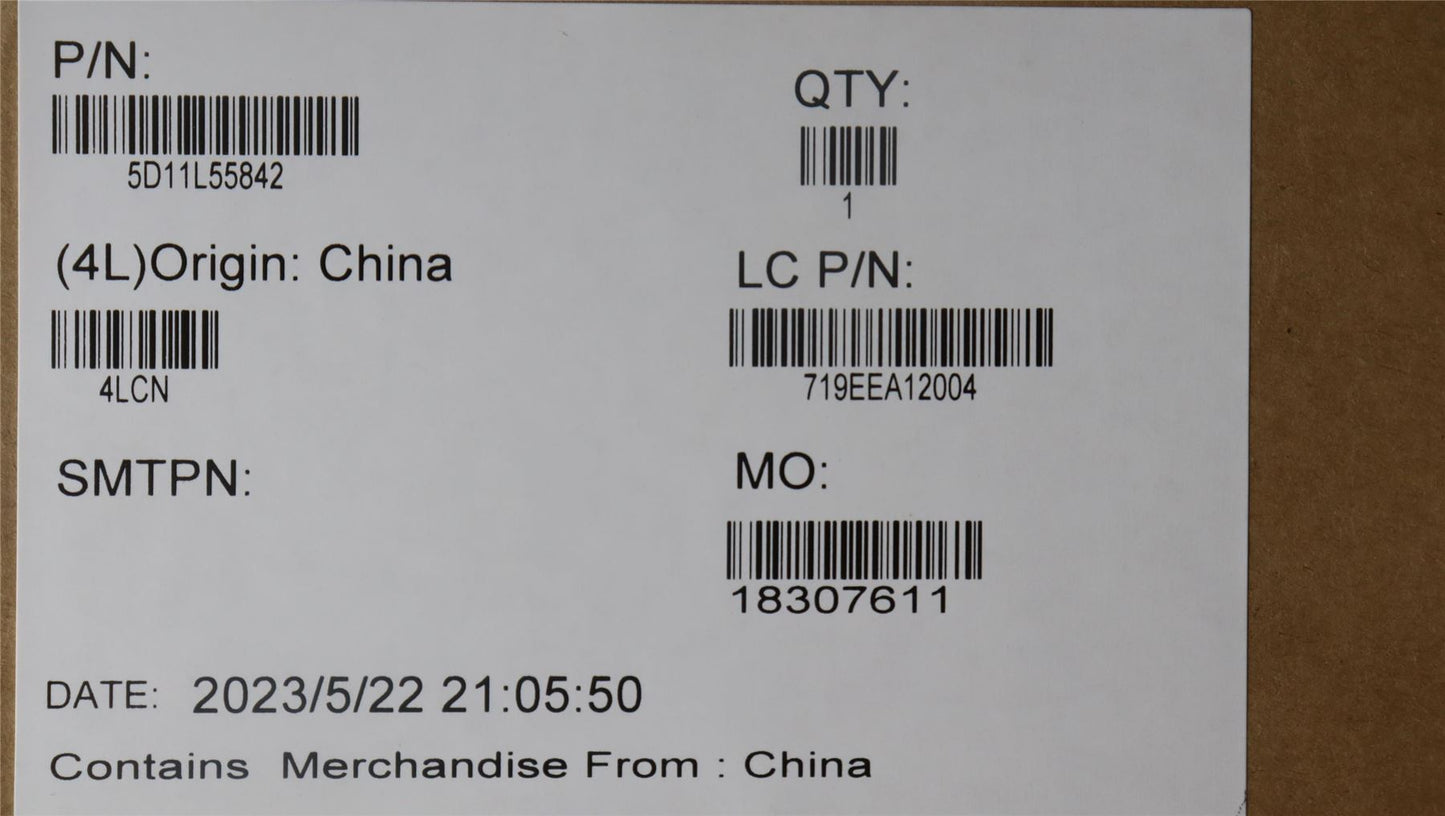 P/N:
5D11L55842
QTY:
1
(4L)Origin: China
4LCN
LC P/N:
719EEA12004
SMTPN:
MO:
18307611
DATE: 2023/5/22 21:05:50
Contains Merchandise From : China